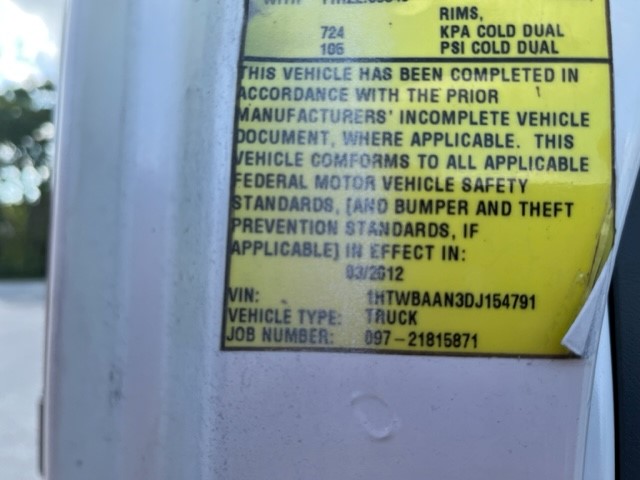 WITH
RIMS,
724 KPA COLD DUAL
105 PSI COLD DUAL
THIS VEHICLE HAS BEEN COMPLETED IN
ACCORDANCE WITH THE PRIOR
MANUFACTURERS' INCOMPLETE VEHICLE
DOCUMENT, WHERE APPLICABLE. THIS
VEHICLE COMFORMS TO ALL APPLICABLE
FEDERAL MOTOR VEHICLE SAFETY
STANDARDS, [AND BUMPER AND THEFT
PREVENTION STANDARDS, IF
APPLICABLE] IN EFFECT IN:
03/2012
VIN: 1HTWBAAN3DJ154791
VEHICLE TYPE: TRUCK
JOB NUMBER: 097-21815871